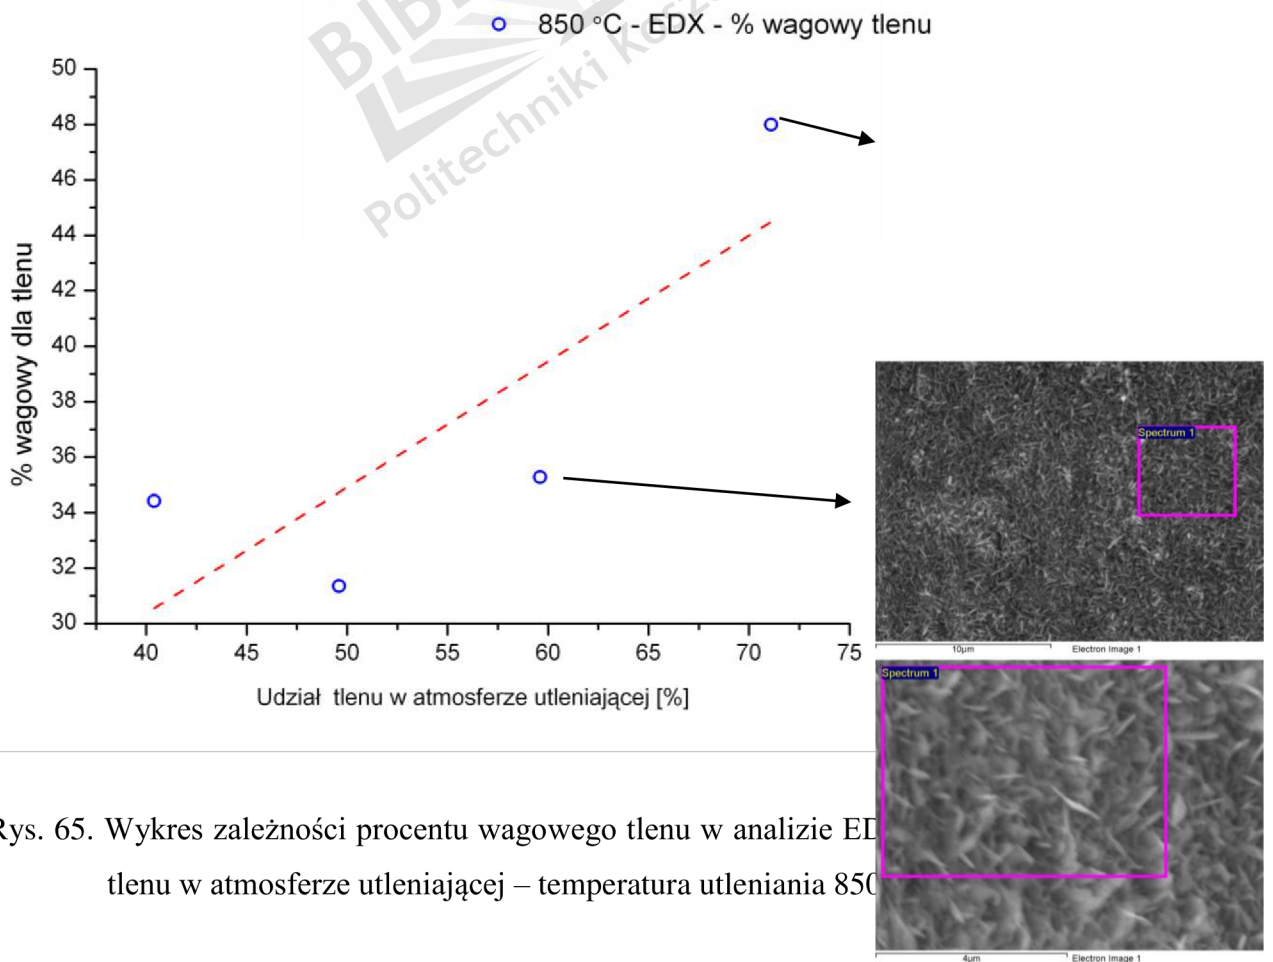 850 °C - EDX - % wagowy tlenu
Politechniki
50
48
46
44
42
40
38
36
34
32
30
% wagowy dla tlenu
40 45 50 55 60 65 70 75
Udział tlenu w atmosferze utleniającej [%]
Spectrum 1
10µm Electron Image 1
Spectrum 1
4µm Electron Image 1
Rys. 65. Wykres zależności procentu wagowego tlenu w analizie
tlenu w atmosferze utleniającej – temperatura utleniania 850